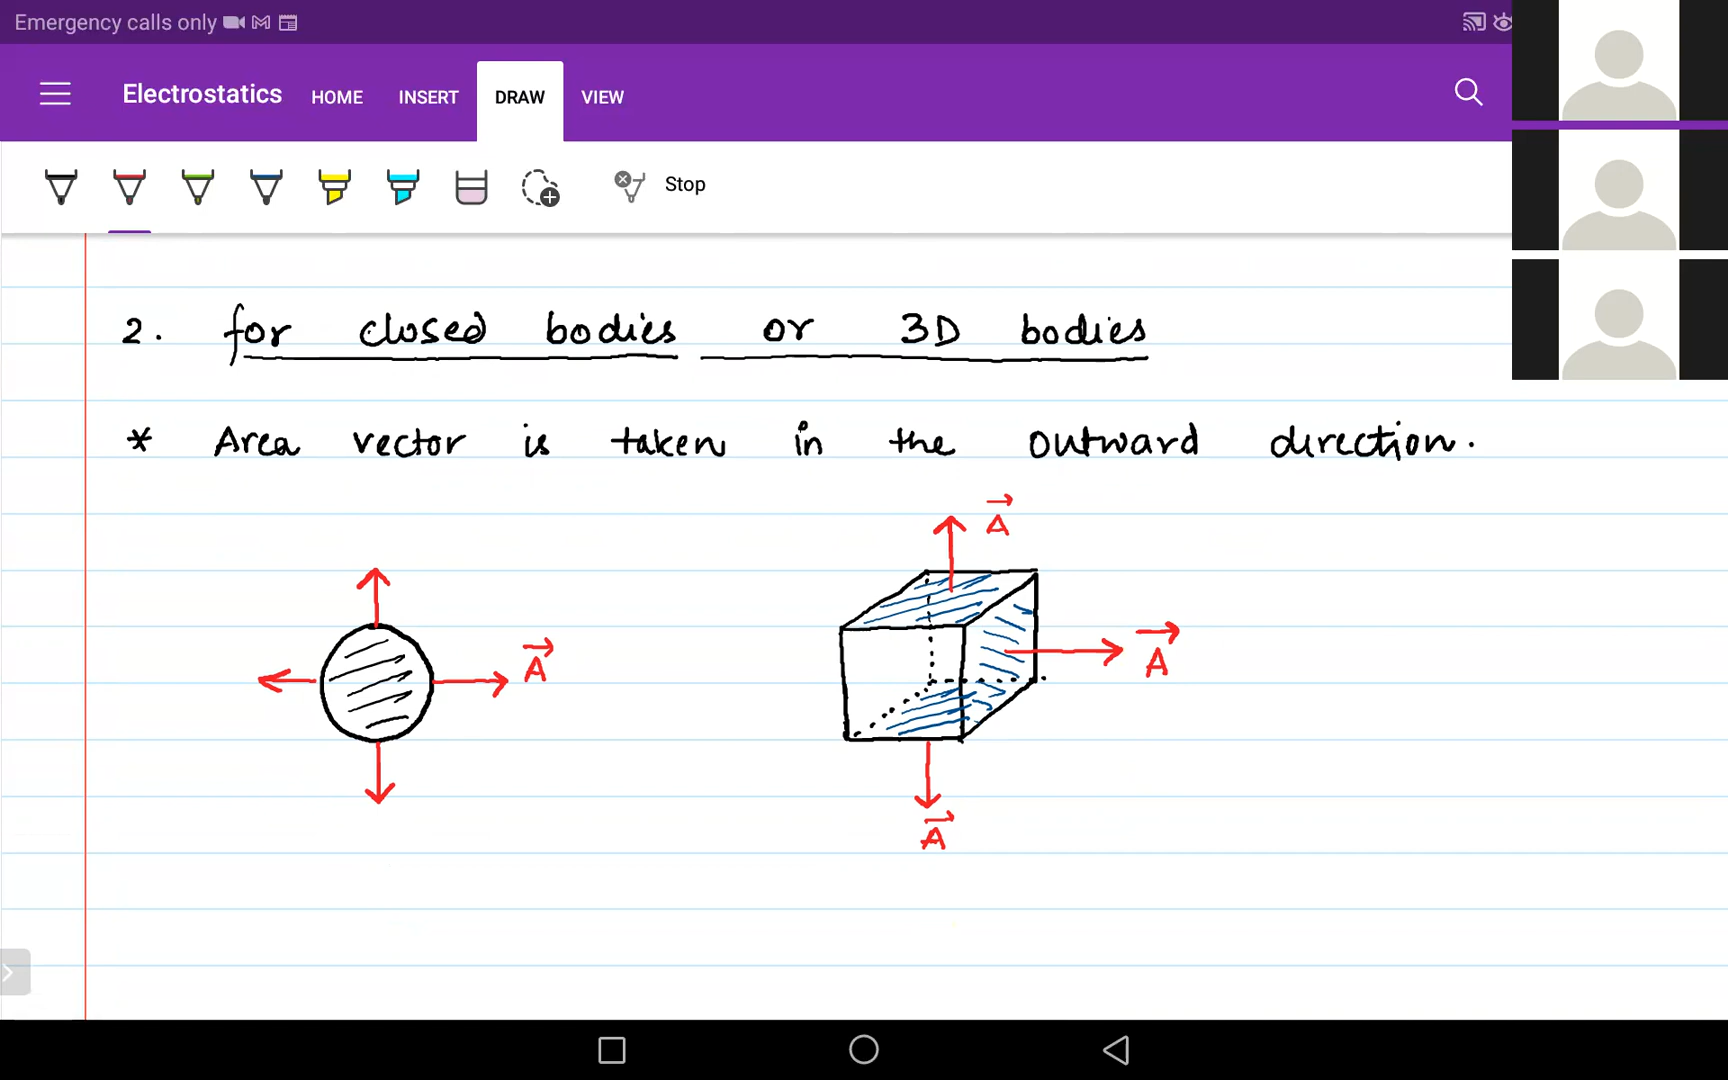 Emergency calls only
Electrostatics HOME INSERT DRAW VIEW
Stop
2. for closed bodies or 3D bodies
* Area vector is taken in the outward direction.
A
A
A
A